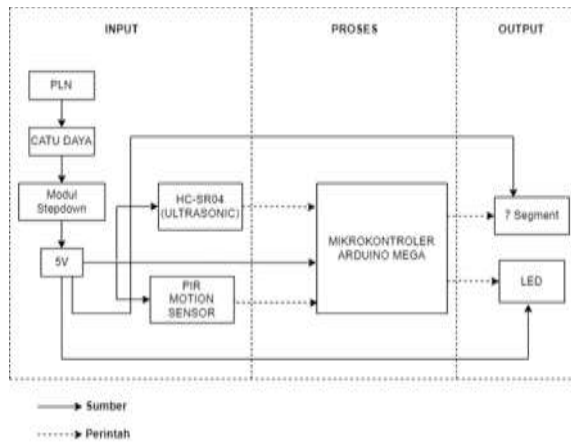 INPUT
PROSES
OUTPUT
PLN
CATU DAYA
Modul
Stepdown
5V
HC-SR04
(ULTRASONIC)
PIR
MOTION
SENSOR
MIKROKONTROLER
ARDUINO MEGA
7 Segment
LED
Sumber
Perintah